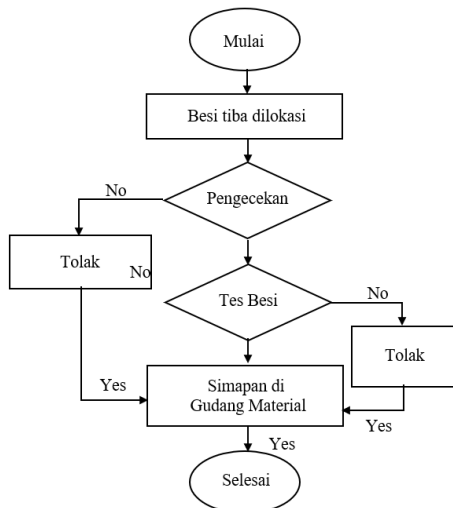 Mulai
Besi tiba dilokasi
No
Pengecekan
Tolak
No
Tes Besi
No
Tolak
Yes
Simapan di
Gudang Material
Yes
Yes
Selesai